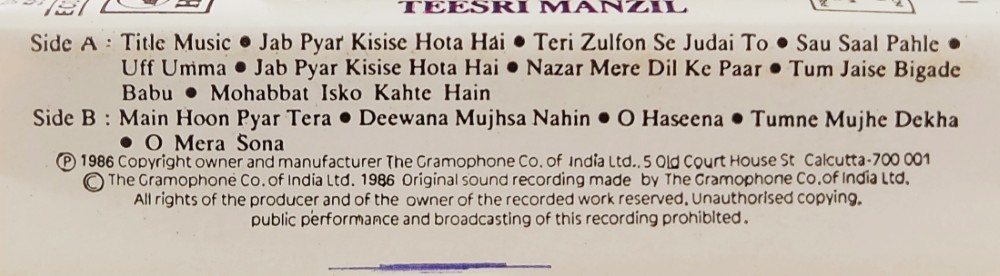 TEESRI MANZIL
Side A : Title Music ● Jab Pyar Kisise Hota Hai ● Teri Zulfon Se Judai To ● Sau Saal Pahle ●
Uff Umma ● Jab Pyar Kisise Hota Hai ● Nazar Mere Dil Ke Paar ● Tum Jaise Bigade
Babu ● Mohabbat Isko Kahte Hain
Side B : Main Hoon Pyar Tera ● Deewana Mujhsa Nahin ● O Haseena ● Tumne Mujhe Dekha
● O Mera Sona
Ⓟ 1986 Copyright owner and manufacturer The Gramophone Co. of India Ltd., 5 Old Court House St Calcutta-700 001
© The Gramophone Co. of India Ltd. 1986 Original sound recording made by The Gramophone Co. of India Ltd.
All rights of the producer and of the owner of the recorded work reserved, Unauthorised copying,
public performance and broadcasting of this recording prohibited.